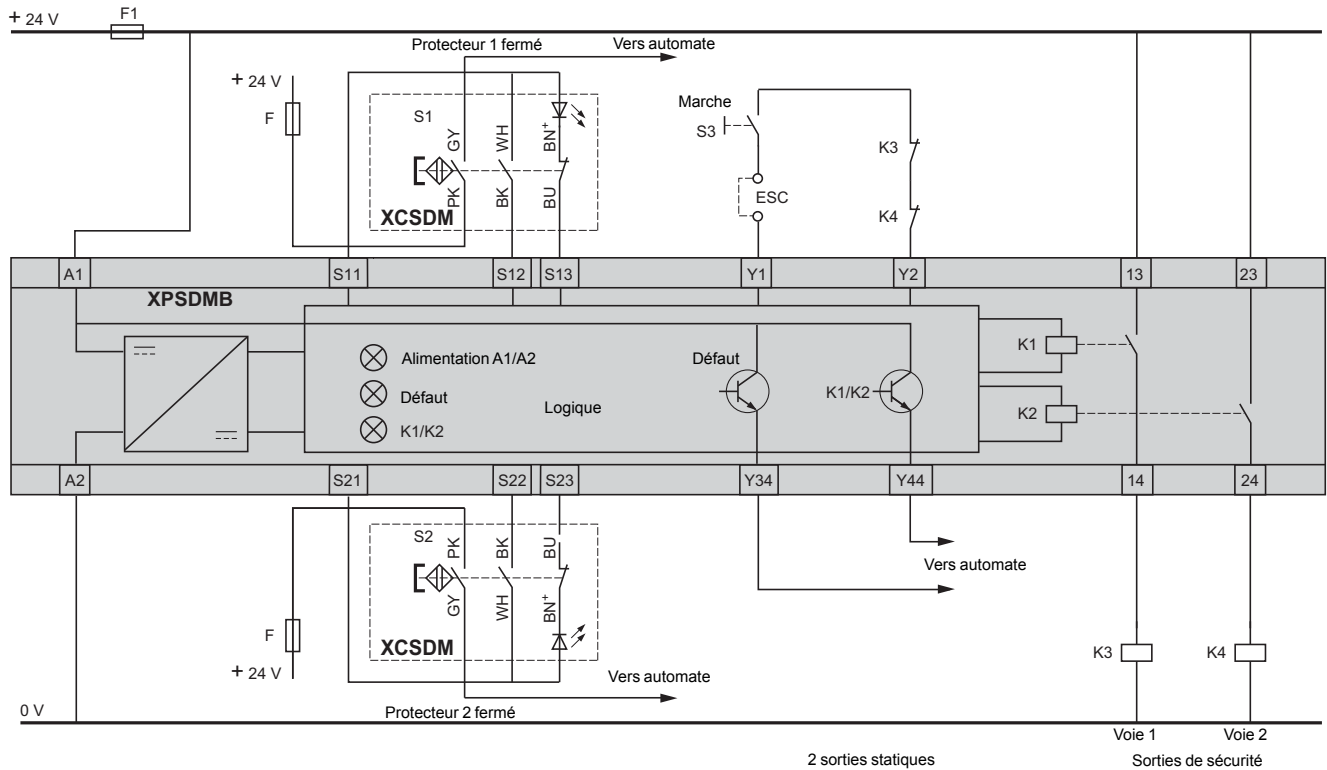 + 24 V
F1
Protecteur 1 fermé
Vers automate
+ 24 V
F
S1
GY
WH
BN+
PK
BK
BU
XCSDM
Marche
S3
ESC
K3
K4
A1
S11
S12
S13
Y1
Y2
13
23
XPSDMB
Alimentation A1/A2
Défaut
K1/K2
Logique
Défaut
K1/K2
K1
K2
A2
S21
S22
S23
Y34
Y44
14
24
S2
PK
BK
BU
GY
WH
BN+
XCSDM
F
+ 24 V
Vers automate
Vers automate
Protecteur 2 fermé
K3
K4
0 V
Voie 1
Voie 2
2 sorties statiques
Sorties de sécurité